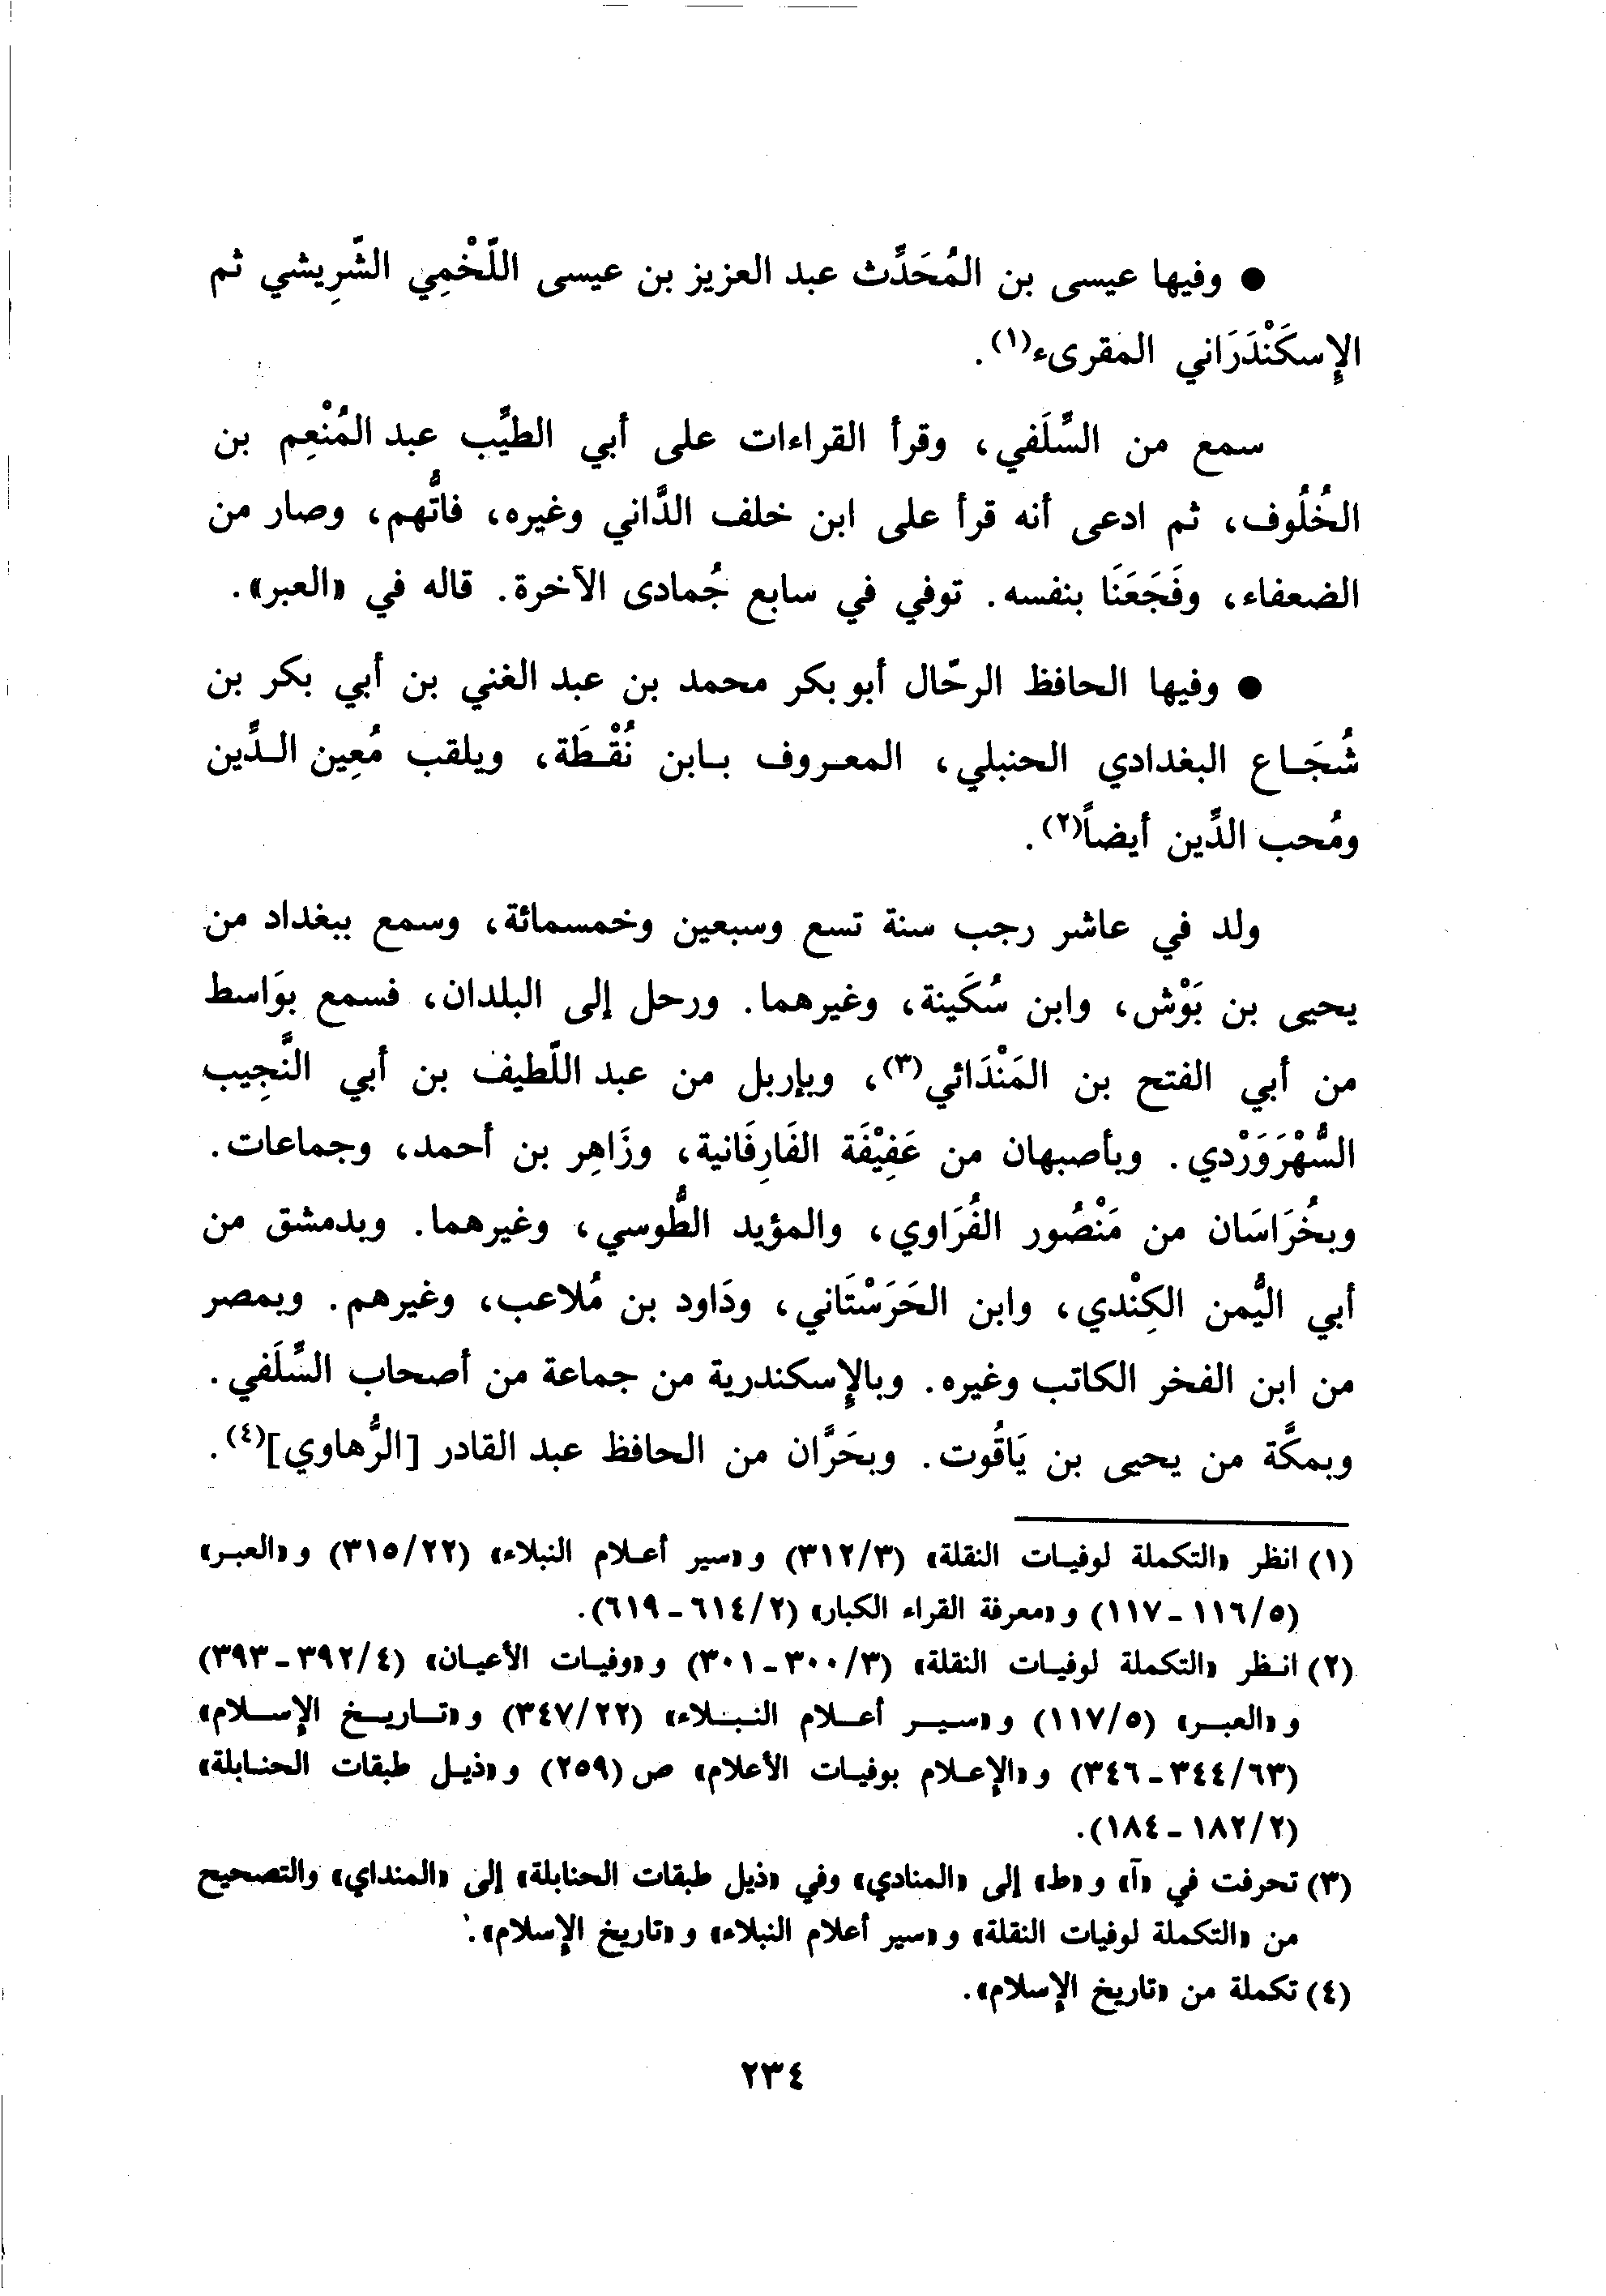 ● وفيها عيسى بن المُحَدِّث عبد العزيز بن عيسى اللّخْمِي الشّرِيشي ثم
الإِسكَنْدَرَاني المقرىء(١).
سمع من السِّلَفي، وقرأ القراءات على أبي الطيِّب عبد المُنْعِم بن
الخُلُوف، ثم ادعى أنه قرأ على ابن خلف الدَّاني وغيره، فاتُّهم، وصار من
الضعفاء، وفَجَعَنَا بنفسه. توفي في سابع جُمادى الآخرة. قاله في «العبر».
● وفيها الحافظ الرحّال أبو بكر محمد بن عبد الغني بن أبي بكر بن
شُجَاع البغدادي الحنبلي، المعروف بابن نُقْطَة، ويلقب مُعِين الدِّين
ومُحب الدِّين أيضاً(٢).
ولد في عاشر رجب سنة تسع وسبعين وخمسمائة، وسمع ببغداد من
يحيى بن بَوْش، وابن سُكَينة، وغيرهما. ورحل إلى البلدان، فسمع بوَاسط
من أبي الفتح بن المَنْدَائي(٣)، وبإربل من عبد اللّطيف بن أبي النَّجِيب
السُّهْرَوَرْدي. وبأصبهان من عَفِيْفَة الفَارِفَانية، وزَاهِر بن أحمد، وجماعات.
وبخُرَاسَان من مَنْصُور الفُرَاوي، والمؤيد الطُّوسي، وغيرهما. وبدمشق من
أبي اليُمن الكِنْدي، وابن الحَرَسْتَاني، ودَاود بن مُلاعب، وغيرهم. وبمصر
من ابن الفخر الكاتب وغيره. وبالإِسكندرية من جماعة من أصحاب السِّلَفي.
وبمكَّة من يحيى بن يَاقُوت. وبحَرَّان من الحافظ عبد القادر [الرُّهاوي](٤).
(١) انظر «التكملة لوفيات النقلة» (٣١٢/٣) و«سير أعلام النبلاء» (٣١٥/٢٢) و«العبر»
(١١٦/٥ - ١١٧) و«معرفة القراء الكبار» (٦١٤/٢ - ٦١٩).
(٢) انظر «التكملة لوفيات النقلة» (٣٠٠/٣ - ٣٠١) و«وفيات الأعيان» (٣٩٢/٤ - ٣٩٣)
و«العبر» (١١٧/٥) و«سير أعلام النبلاء» (٣٤٧/٢٢) و«تاريخ الإسلام»
(٣٤٤/٦٣ - ٣٤٦) و«الإعلام بوفيات الأعلام» ص (٢٥٩) و«ذيل طبقات الحنابلة»
(١٨٢/٢ - ١٨٤).
(٣) تحرفت في «آ» و«ط» إلى «المنادي» وفي «ذيل طبقات الحنابلة» إلى «المنداي» والتصحيح
من «التكملة لوفيات النقلة» و«سير أعلام النبلاء» و«تاريخ الإِسلام».
(٤) تكملة من «تاريخ الإِسلام».
٢٣٤